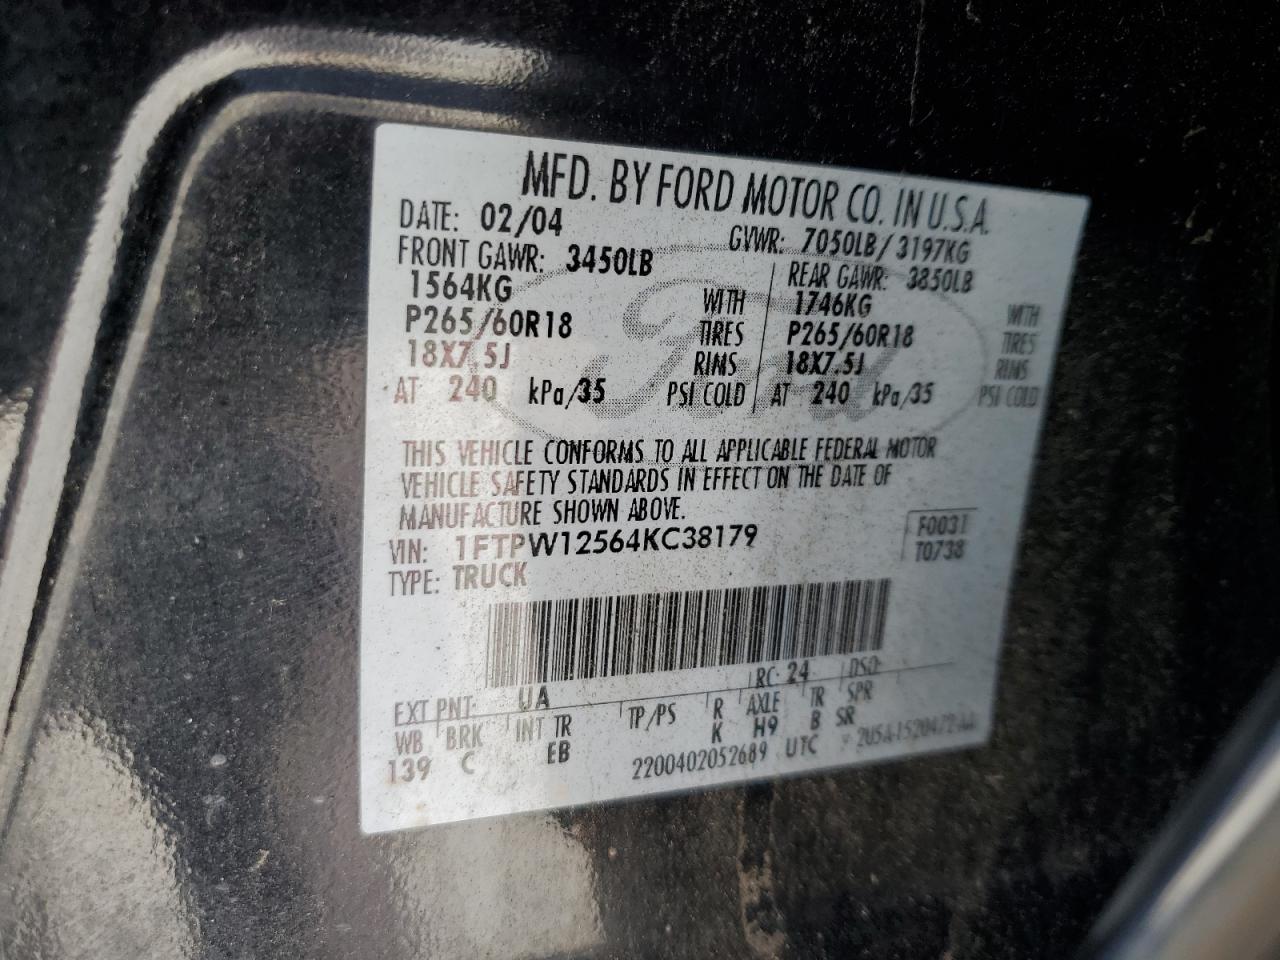 MFD. BY FORD MOTOR CO. IN U.S.A.
DATE: 02/04 GVWR: 7050LB/ 3197KG
FRONT GAWR: 3450LB REAR GAWR: 3850LB
1564KG WITH 1746KG WITH
P265/60R18 TIRES P265/60R18 TIRES
18X7.5J RIMS 18X7.5J RIMS
AT 240 kPa/35 PSI COLD AT 240 kPa/35 PSI COLD
Ford
THIS VEHICLE CONFORMS TO ALL APPLICABLE FEDERAL MOTOR
VEHICLE SAFETY STANDARDS IN EFFECT ON THE DATE OF
MANUFACTURE SHOWN ABOVE.
VIN: 1FTPW12564KC38179 F0031
TYPE: TRUCK T0738
EXT PNT: UA RC: 24 DSO:
WB BRK INT TR TP/PS R AXLE TR SPR
139 C EB K H9 B SR
2200402052689 UTC